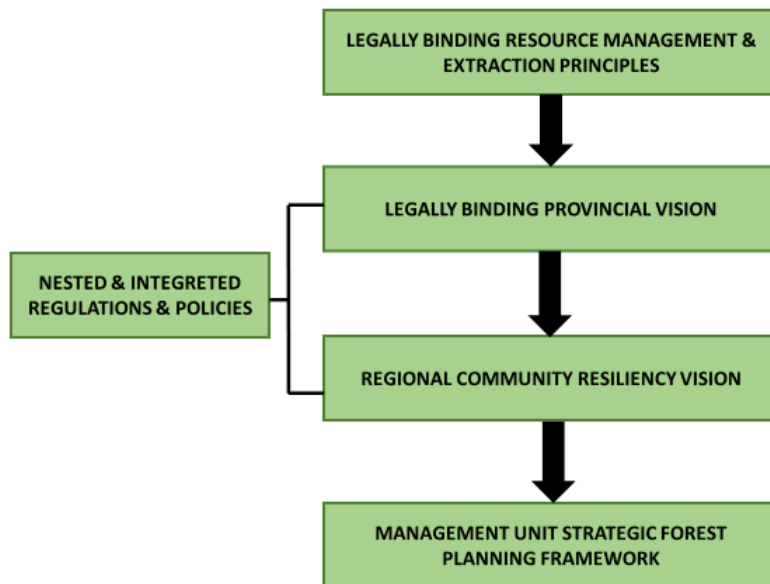 LEGALLY BINDING RESOURCE MANAGEMENT &
EXTRACTION PRINCIPLES
LEGALLY BINDING PROVINCIAL VISION
NESTED & INTEGRETED
REGULATIONS & POLICIES
REGIONAL COMMUNITY RESILIENCY VISION
MANAGEMENT UNIT STRATEGIC FOREST
PLANNING FRAMEWORK